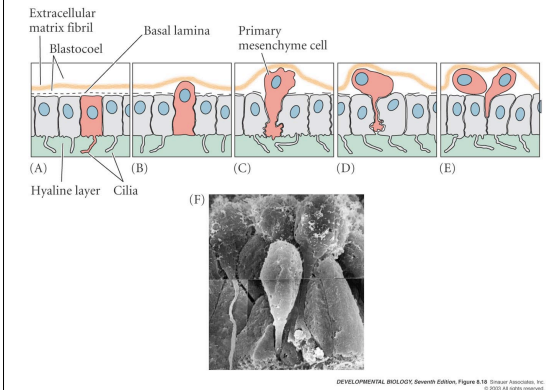 Extracellular
matrix fibril
Blastocoel
Basal lamina
Primary
mesenchyme cell
(A)
(B)
(C)
(D)
(E)
Hyaline layer
Cilia
(F)
DEVELOPMENTAL BIOLOGY, Seventh Edition, Figure 8.16 Sinauer Associates, Inc.
© 2003 All rights reserved